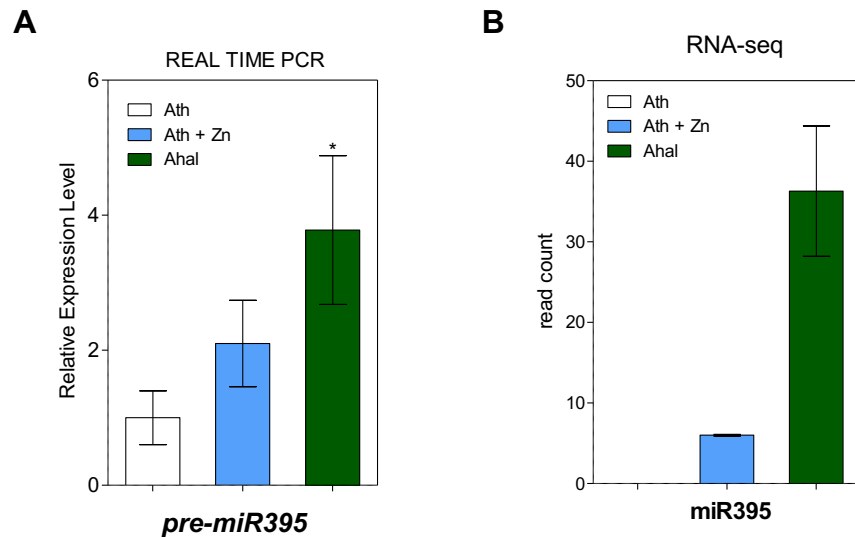 A
REAL TIME PCR
Relative Expression Level
6
4
2
0
Ath
Ath + Zn
Ahal
*
pre-miR395
B
RNA-seq
read count
50
40
30
20
10
0
Ath
Ath + Zn
Ahal
miR395